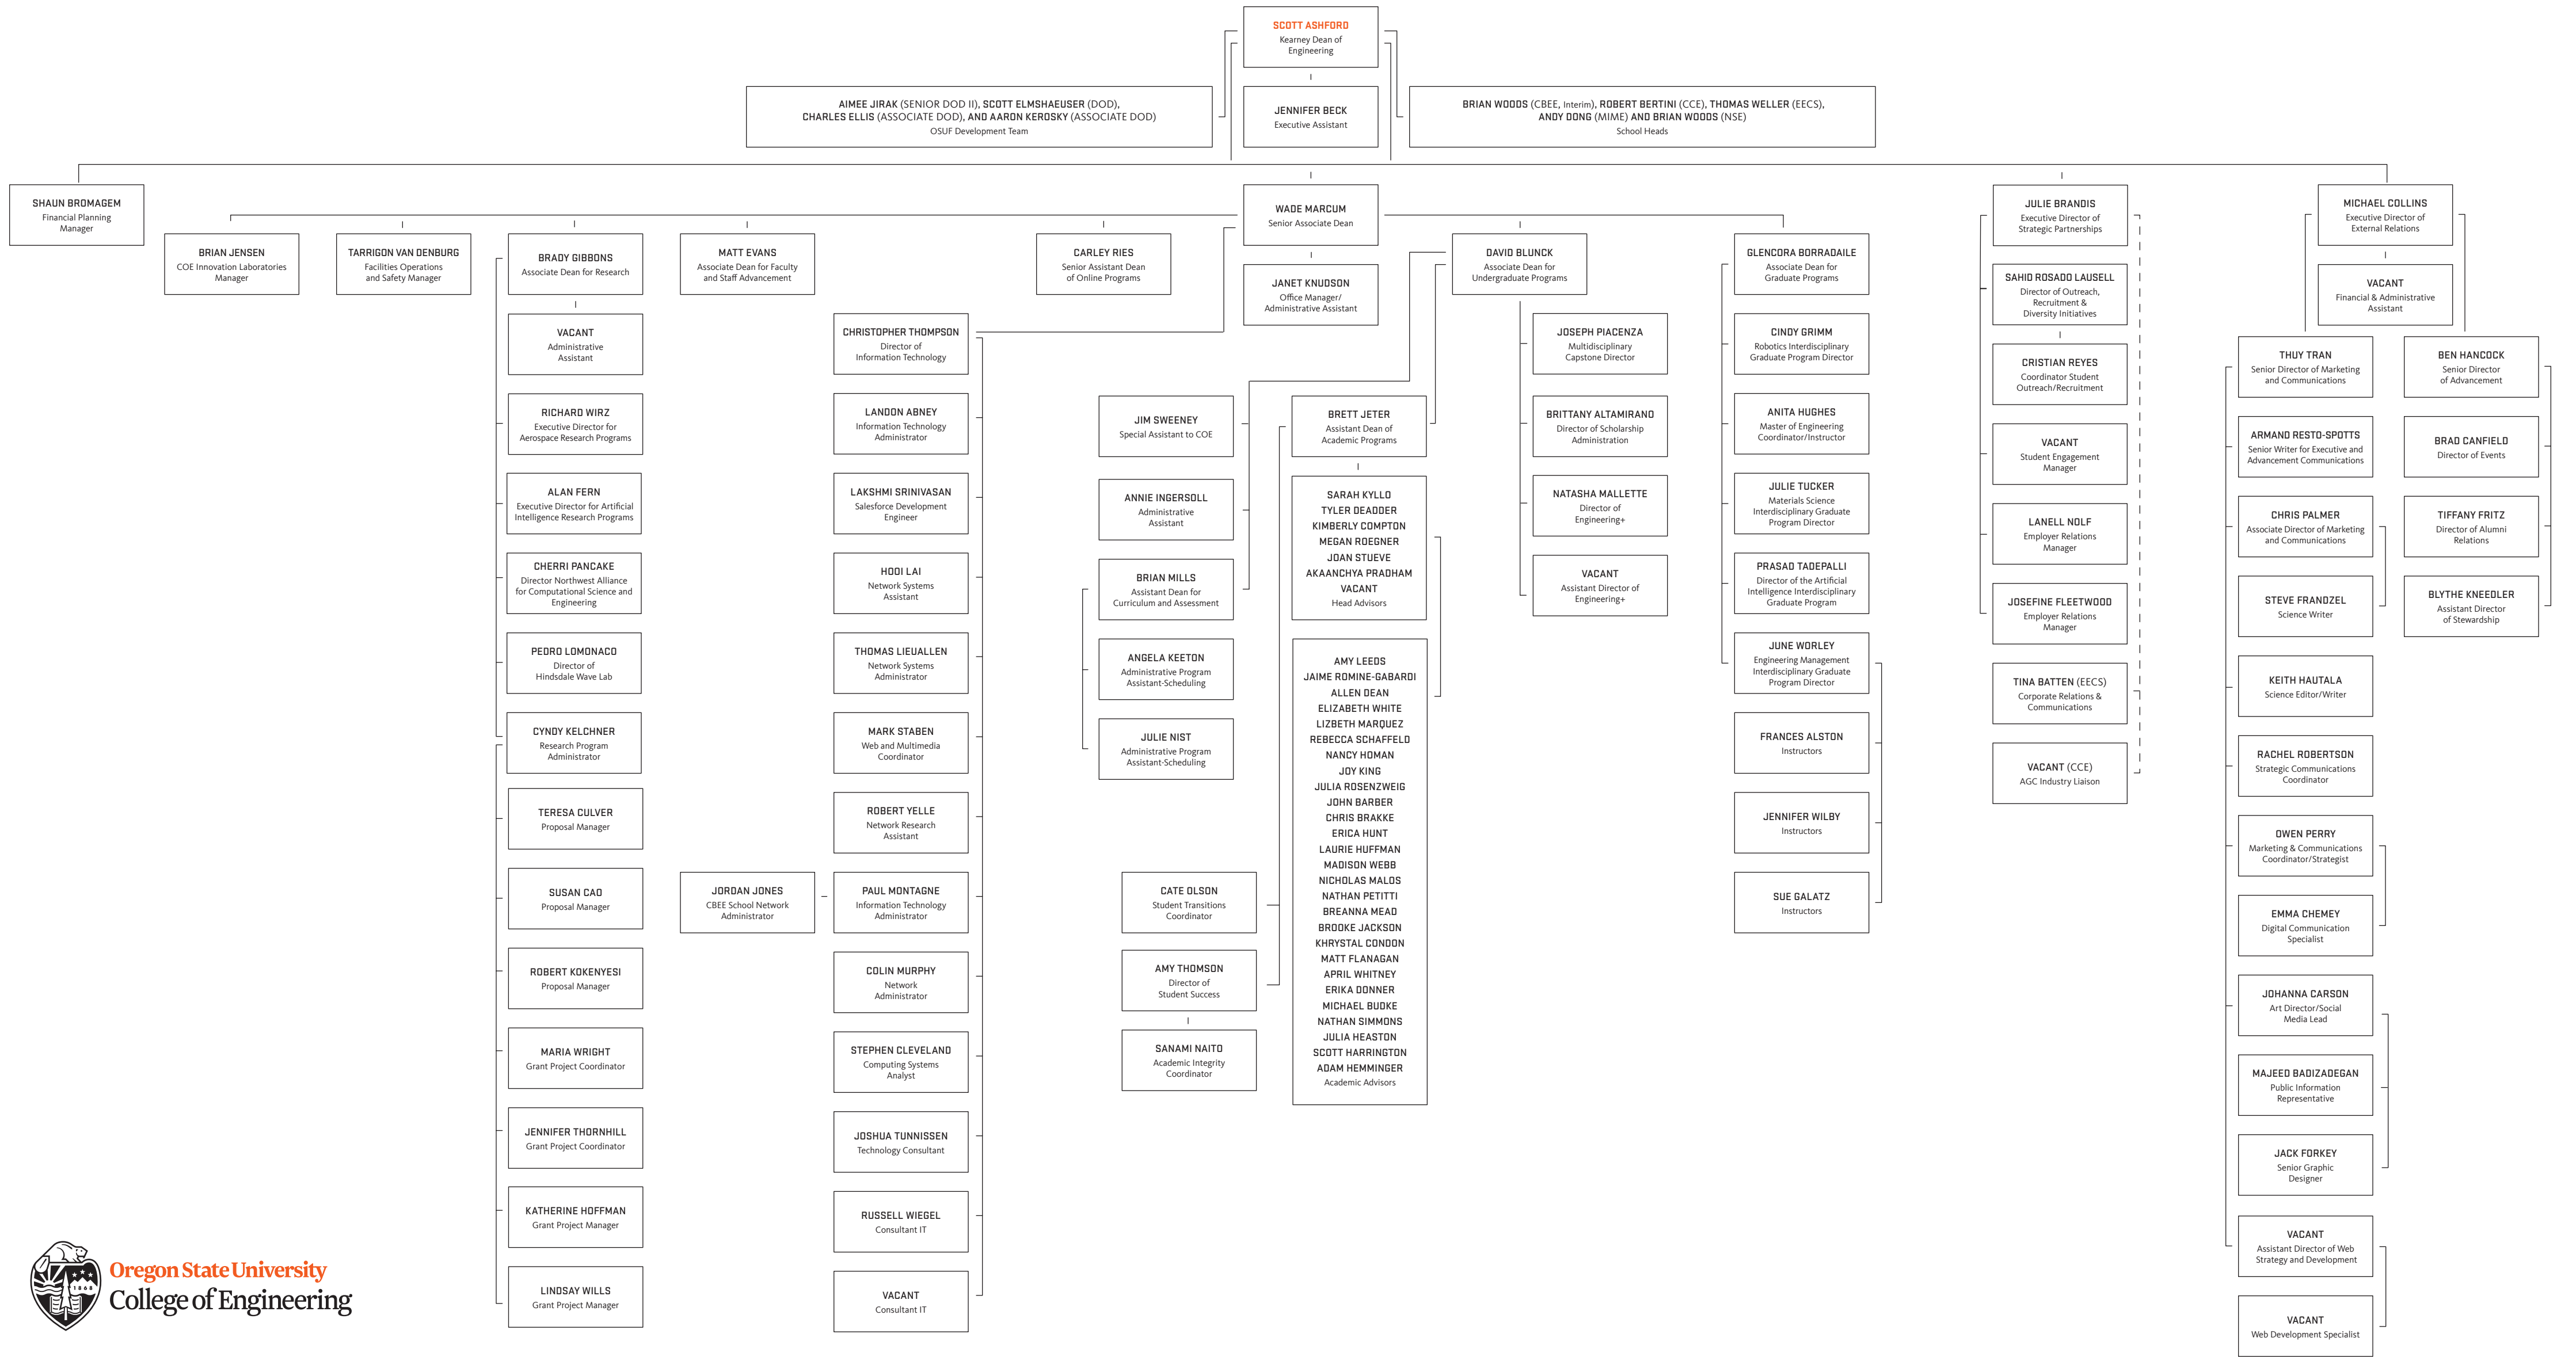 SCOTT ASHFORD
Kearney Dean of
Engineering
AIMEE JIRAK (SENIOR DOD II), SCOTT ELMSHAEUSER (DOD),
CHARLES ELLIS (ASSOCIATE DOD), AND AARON KEROSKY (ASSOCIATE DOD)
OSUF Development Team
JENNIFER BECK
Executive Assistant
BRIAN WOODS (CBEE, Interim), ROBERT BERTINI (CCE), THOMAS WELLER (EECS),
ANDY DONG (MIME) AND BRIAN WOODS (NSE)
School Heads
SHAUN BROMAGEM
Financial Planning
Manager
WADE MARCUM
Senior Associate Dean
JANET KNUDSON
Office Manager/
Administrative Assistant
BRIAN JENSEN
COE Innovation Laboratories
Manager
TARRIGON VAN DENBURG
Facilities Operations
and Safety Manager
BRADY GIBBONS
Associate Dean for Research
VACANT
Administrative
Assistant
RICHARD WIRZ
Executive Director for
Aerospace Research Programs
ALAN FERN
Executive Director for Artificial
Intelligence Research Programs
CHERRI PANCAKE
Director Northwest Alliance
for Computational Science and
Engineering
PEDRO LOMONACO
Director of
Hindsdale Wave Lab
CYNDY KELCHNER
Research Program
Administrator
TERESA CULVER
Proposal Manager
SUSAN CAO
Proposal Manager
ROBERT KOKENYESI
Proposal Manager
MARIA WRIGHT
Grant Project Coordinator
JENNIFER THORNHILL
Grant Project Coordinator
KATHERINE HOFFMAN
Grant Project Manager
LINDSAY WILLS
Grant Project Manager
MATT EVANS
Associate Dean for Faculty
and Staff Advancement
CHRISTOPHER THOMPSON
Director of
Information Technology
LANDON ABNEY
Information Technology
Administrator
LAKSHMI SRINIVASAN
Salesforce Development
Engineer
HODI LAI
Network Systems
Assistant
THOMAS LIEUALLEN
Network Systems
Administrator
MARK STABEN
Web and Multimedia
Coordinator
ROBERT YELLE
Network Research
Assistant
JORDAN JONES
CBEE School Network
Administrator
PAUL MONTAGNE
Information Technology
Administrator
COLIN MURPHY
Network
Administrator
STEPHEN CLEVELAND
Computing Systems
Analyst
JOSHUA TUNNISSEN
Technology Consultant
RUSSELL WIEGEL
Consultant IT
VACANT
Consultant IT
CARLEY RIES
Senior Assistant Dean
of Online Programs
DAVID BLUNCK
Associate Dean for
Undergraduate Programs
JIM SWEENEY
Special Assistant to COE
ANNIE INGERSOLL
Administrative
Assistant
BRIAN MILLS
Assistant Dean for
Curriculum and Assessment
ANGELA KEETON
Administrative Program
Assistant-Scheduling
JULIE NIST
Administrative Program
Assistant-Scheduling
BRETT JETER
Assistant Dean of
Academic Programs
SARAH KYLLO
TYLER DEADDER
KIMBERLY COMPTON
MEGAN ROEGNER
JOAN STUEVE
AKAANCHYA PRADHAM
VACANT
Head Advisors
AMY LEEDS
JAIME ROMINE-GABARDI
ALLEN DEAN
ELIZABETH WHITE
LIZBETH MARQUEZ
REBECCA SCHAFFELD
NANCY HOMAN
JOY KING
JULIA ROSENZWEIG
JOHN BARBER
CHRIS BRAKKE
ERICA HUNT
LAURIE HUFFMAN
MADISON WEBB
NICHOLAS MALOS
NATHAN PETITTI
BREANNA MEAD
BROOKE JACKSON
KHRYSTAL CONDON
MATT FLANAGAN
APRIL WHITNEY
ERIKA DONNER
MICHAEL BUDKE
NATHAN SIMMONS
JULIA HEASTON
SCOTT HARRINGTON
ADAM HEMMINGER
Academic Advisors
CATE OLSON
Student Transitions
Coordinator
AMY THOMSON
Director of
Student Success
SANAMI NAITO
Academic Integrity
Coordinator
JOSEPH PIACENZA
Multidisciplinary
Capstone Director
BRITTANY ALTAMIRANO
Director of Scholarship
Administration
NATASHA MALLETTE
Director of
Engineering+
VACANT
Assistant Director of
Engineering+
GLENCORA BORRADAILE
Associate Dean for
Graduate Programs
CINDY GRIMM
Robotics Interdisciplinary
Graduate Program Director
ANITA HUGHES
Master of Engineering
Coordinator/Instructor
JULIE TUCKER
Materials Science
Interdisciplinary Graduate
Program Director
PRASAD TADEPALLI
Director of the Artificial
Intelligence Interdisciplinary
Graduate Program
JUNE WORLEY
Engineering Management
Interdisciplinary Graduate
Program Director
FRANCES ALSTON
Instructors
JENNIFER WILBY
Instructors
SUE GALATZ
Instructors
JULIE BRANDIS
Executive Director of
Strategic Partnerships
SAHID ROSADO LAUSELL
Director of Outreach,
Recruitment &
Diversity Initiatives
CRISTIAN REYES
Coordinator Student
Outreach/Recruitment
VACANT
Student Engagement
Manager
LANELL NOLF
Employer Relations
Manager
JOSEFINE FLEETWOOD
Employer Relations
Manager
TINA BATTEN (EECS)
Corporate Relations &
Communications
VACANT (CCE)
AGC Industry Liaison
MICHAEL COLLINS
Executive Director of
External Relations
VACANT
Financial & Administrative
Assistant
THUY TRAN
Senior Director of Marketing
and Communications
ARMAND RESTO-SPOTTS
Senior Writer for Executive and
Advancement Communications
CHRIS PALMER
Associate Director of Marketing
and Communications
STEVE FRANDZEL
Science Writer
KEITH HAUTALA
Science Editor/Writer
RACHEL ROBERTSON
Strategic Communications
Coordinator
OWEN PERRY
Marketing & Communications
Coordinator/Strategist
EMMA CHEMEY
Digital Communication
Specialist
JOHANNA CARSON
Art Director/Social
Media Lead
MAJEED BADIZADEGAN
Public Information
Representative
JACK FORKEY
Senior Graphic
Designer
VACANT
Assistant Director of Web
Strategy and Development
VACANT
Web Development Specialist
BEN HANCOCK
Senior Director
of Advancement
BRAD CANFIELD
Director of Events
TIFFANY FRITZ
Director of Alumni
Relations
BLYTHE KNEEDLER
Assistant Director
of Stewardship
1868
Oregon State University
College of Engineering